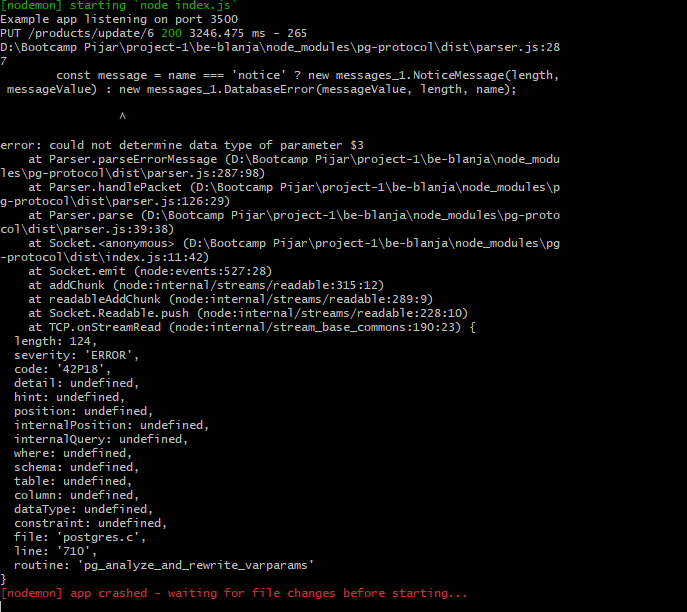 [nodemon] starting `node index.js`
Example app listening on port 3500
PUT /products/update/6 200 3246.475 ms - 265
D:\Bootcamp Pijar\project-1\be-blanja\node_modules\pg-protocol\dist\parser.js:28
7
        const message = name === 'notice' ? new messages_1.NoticeMessage(length,
 messageValue) : new messages_1.DatabaseError(messageValue, length, name);
                 ^
error: could not determine data type of parameter $3
    at Parser.parseErrorMessage (D:\Bootcamp Pijar\project-1\be-blanja\node_modu
les\pg-protocol\dist\parser.js:287:98)
    at Parser.handlePacket (D:\Bootcamp Pijar\project-1\be-blanja\node_modules\p
g-protocol\dist\parser.js:126:29)
    at Parser.parse (D:\Bootcamp Pijar\project-1\be-blanja\node_modules\pg-proto
col\dist\parser.js:39:38)
    at Socket.<anonymous> (D:\Bootcamp Pijar\project-1\be-blanja\node_modules\pg
-protocol\dist\index.js:11:42)
    at Socket.emit (node:events:527:28)
    at addChunk (node:internal/streams/readable:315:12)
    at readableAddChunk (node:internal/streams/readable:289:9)
    at Socket.Readable.push (node:internal/streams/readable:228:10)
    at TCP.onStreamRead (node:internal/stream_base_commons:190:23) {
  length: 124,
  severity: 'ERROR',
  code: '42P18',
  detail: undefined,
  hint: undefined,
  position: undefined,
  internalPosition: undefined,
  internalQuery: undefined,
  where: undefined,
  schema: undefined,
  table: undefined,
  column: undefined,
  dataType: undefined,
  constraint: undefined,
  file: 'postgres.c',
  line: '710',
  routine: 'pg_analyze_and_rewrite_varparams'
}
[nodemon] app crashed - waiting for file changes before starting...